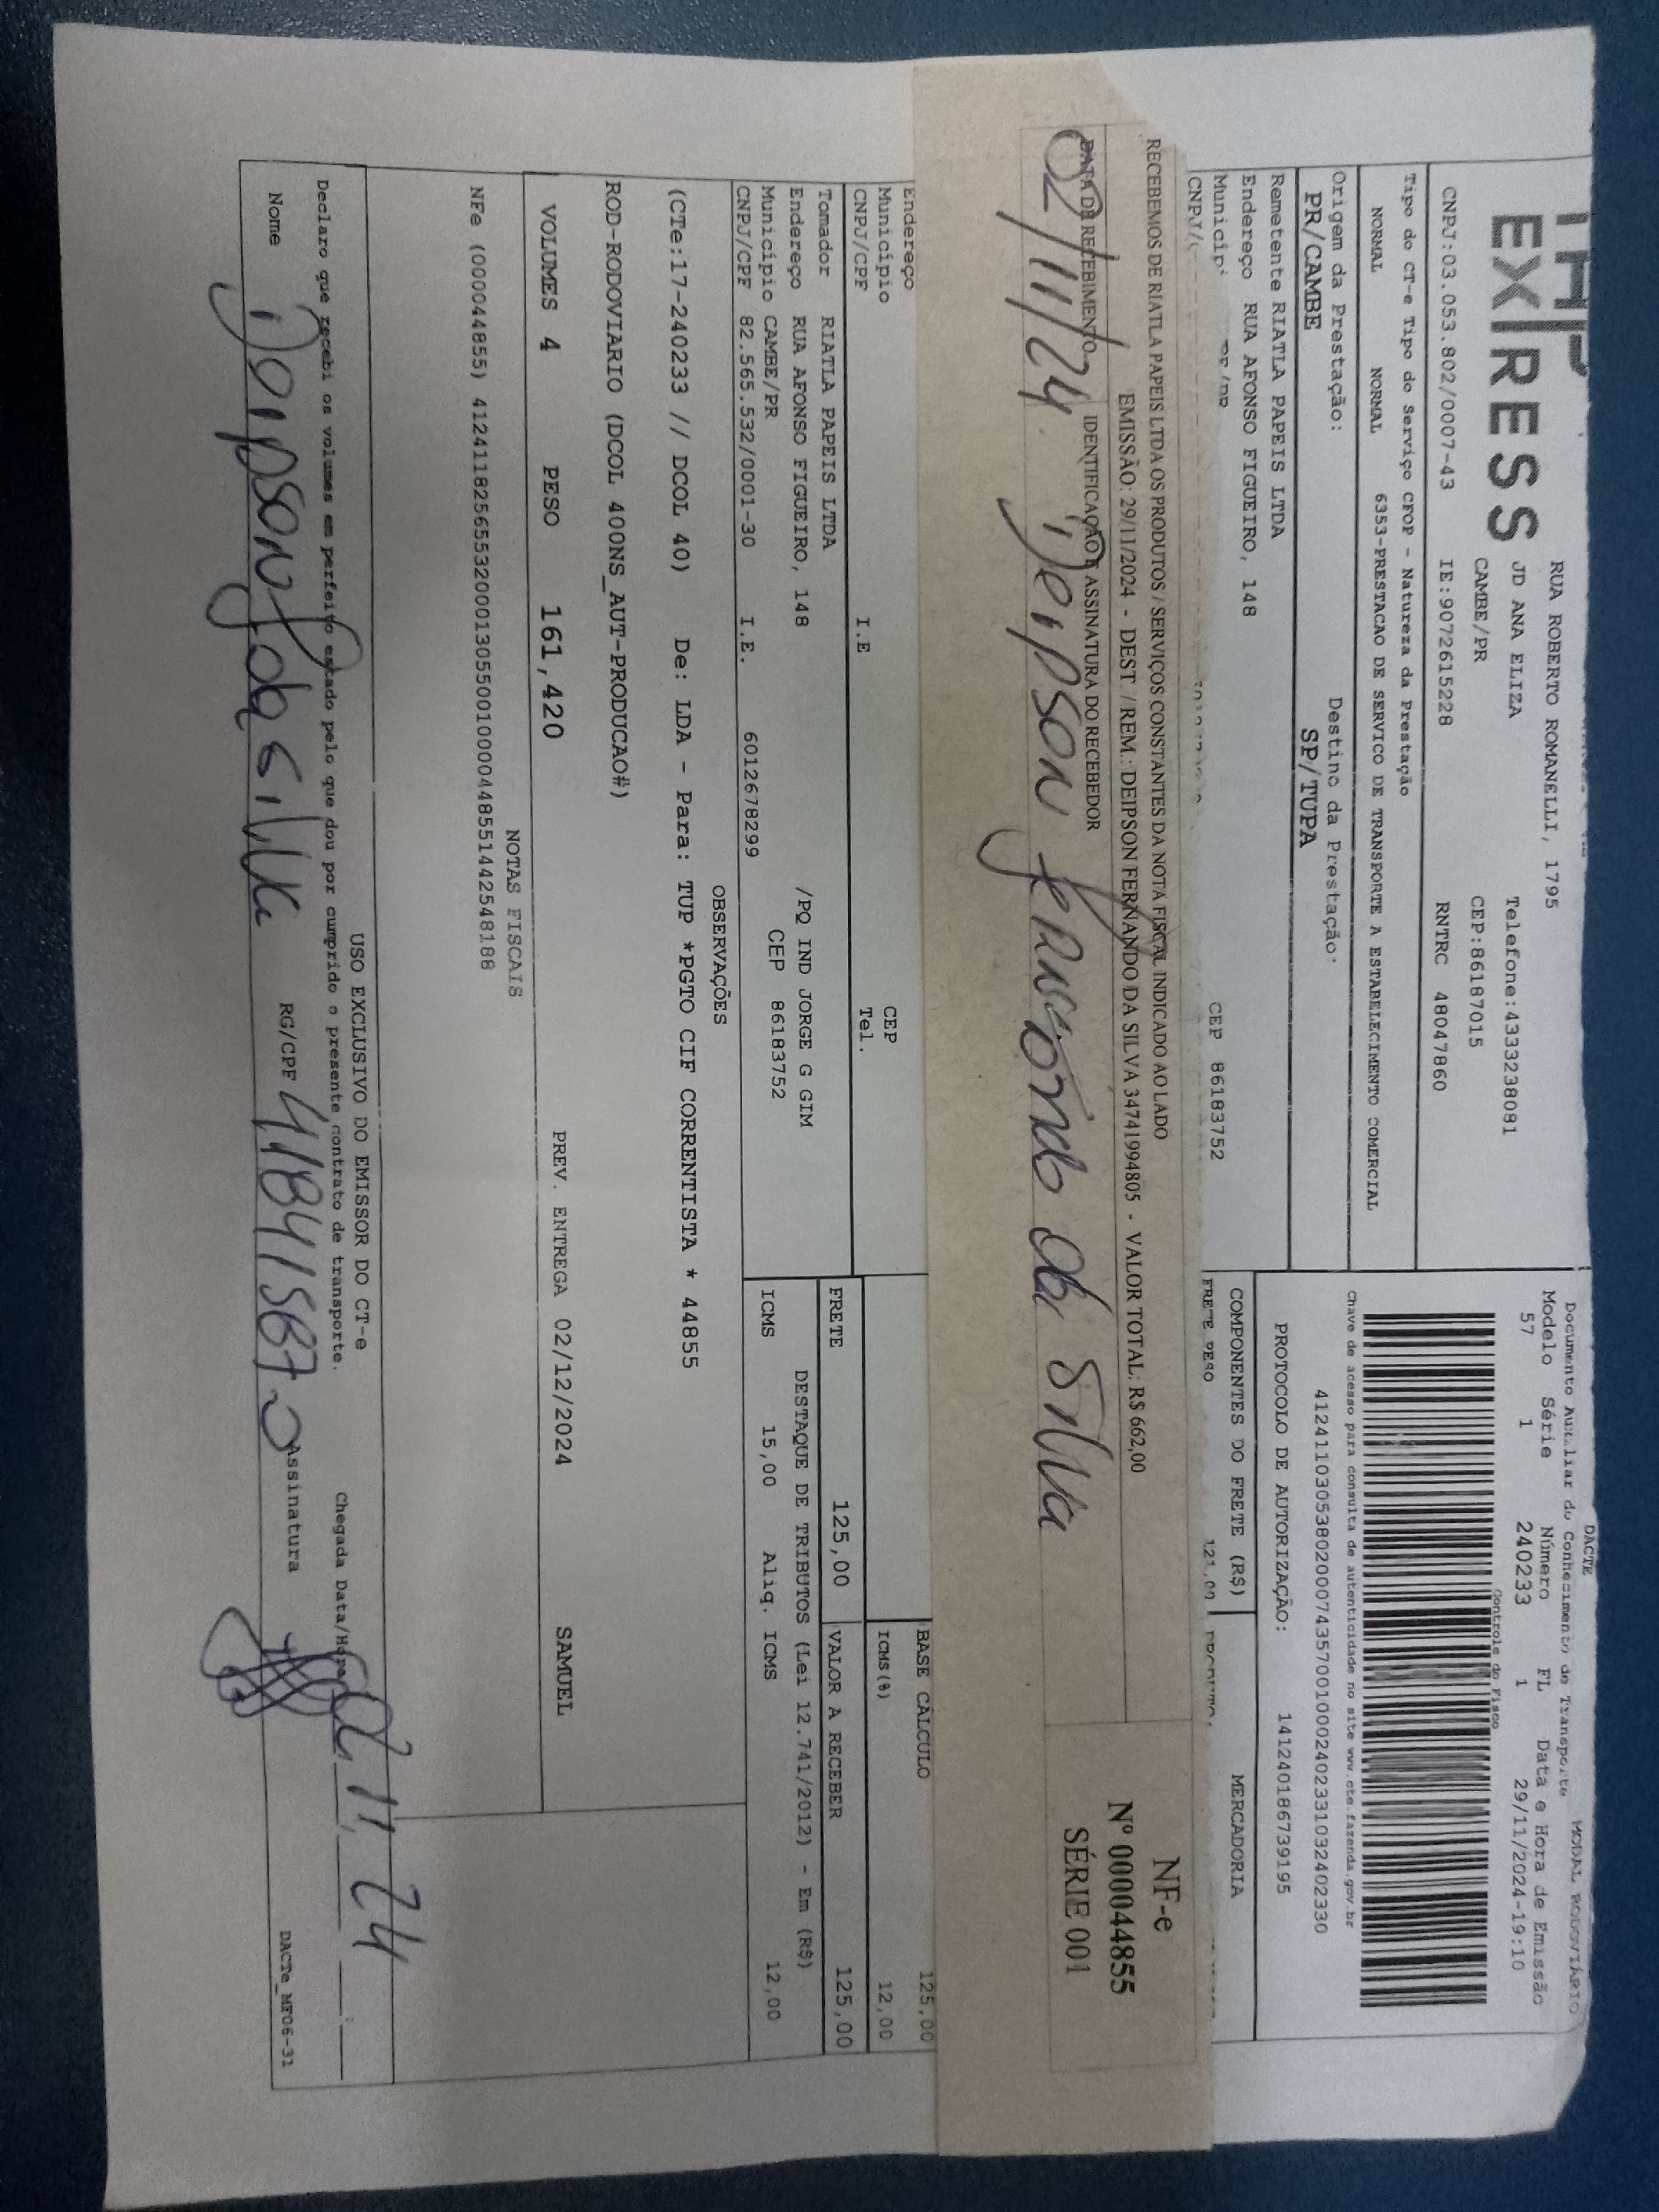 EXPRESS
RUA ROBERTO ROMANELLI, 1795
JD ANA ELIZA Telefone:4333238081
CAMBE/PR CEP:86187015
CNPJ:03.053.802/0007-43 IE:9072615228 RNTRC 48047860
Tipo do CT-e Tipo do Serviço CFOP - Natureza da Prestação
NORMAL NORMAL 6353-PRESTACAO DE SERVICO DE TRANSPORTE A ESTABELECIMENTO COMERCIAL
Origem da Prestação: Destino da Prestação:
PR/CAMBE SP/TUPA
Remetente RIATLA PAPEIS LTDA
Endereço RUA AFONSO FIGUEIRO, 148
CEP 86183752
DACTE
Documento Auxiliar do Conhecimento de Transporte MODAL RODOVIÁRIO
Modelo Série Número FL Data e Hora de Emissão
57 1 240233 1 29/11/2024-19:10
Controle do Fisco
Chave de acesso para consulta de autenticidade no site www.cte.fazenda.gov.br
41241103053802000743570010002402331032402330
PROTOCOLO DE AUTORIZAÇÃO: 141240186739195
COMPONENTES DO FRETE (R$) MERCADORIA
FRETE PESO 121,00
RECEBEMOS DE RIATLA PAPEIS LTDA OS PRODUTOS / SERVIÇOS CONSTANTES DA NOTA FISCAL INDICADO AO LADO
EMISSÃO: 29/11/2024 - DEST. / REM.: DEIPSON FERNANDO DA SILVA 34741994805 - VALOR TOTAL: R$ 662,00
DATA DE RECEBIMENTO IDENTIFICAÇÃO E ASSINATURA DO RECEBEDOR
02/11/24. Deipson Fernando da Silva
NF-e
Nº 000044855
SÉRIE 001
Endereço
Município CEP
CNPJ/CPF I.E Tel.
BASE CÁLCULO 125,00
ICMS(%) 12,00
Tomador RIATLA PAPEIS LTDA
Endereço RUA AFONSO FIGUEIRO, 148 /PQ IND JORGE G GIM
Município CAMBE/PR CEP 86183752
CNPJ/CPF 82.565.532/0001-30 I.E. 6012678299
FRETE 125,00 VALOR A RECEBER 125,00
DESTAQUE DE TRIBUTOS (Lei 12.741/2012) - Em (R$)
ICMS 15,00 Aliq. ICMS 12,00
OBSERVAÇÕES
(CTe:17-240233 // DCOL 40) De: LDA - Para: TUP *PGTO CIF CORRENTISTA * 44855
ROD-RODOVIARIO (DCOL 400NS_AUT-PRODUCAO#)
VOLUMES 4 PESO 161,420 PREV. ENTREGA 02/12/2024 SAMUEL
NOTAS FISCAIS
NFe (000044855) 41241182565532000130550010000448551442548188
USO EXCLUSIVO DO EMISSOR DO CT-e
Declaro que recebi os volumes em perfeito estado pelo que dou por cumprido o presente contrato de transporte.
Chegada Data/Hora 11, 24
Nome Deipson F da silva RG/CPF Assinatura
DACTe_MF06-31